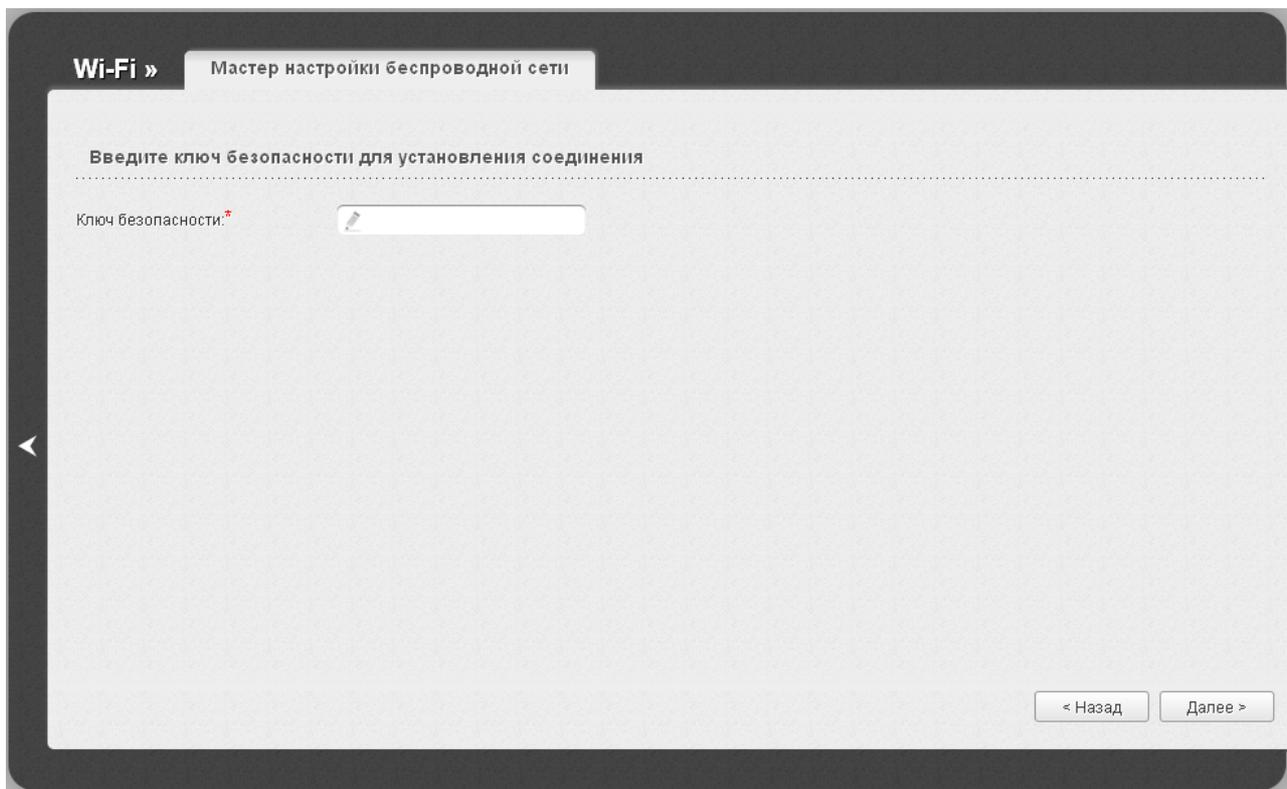 Wi-Fi »
Мастер настройки беспроводной сети
Введите ключ безопасности для установления соединения
Ключ безопасности:*
< Назад
Далее >